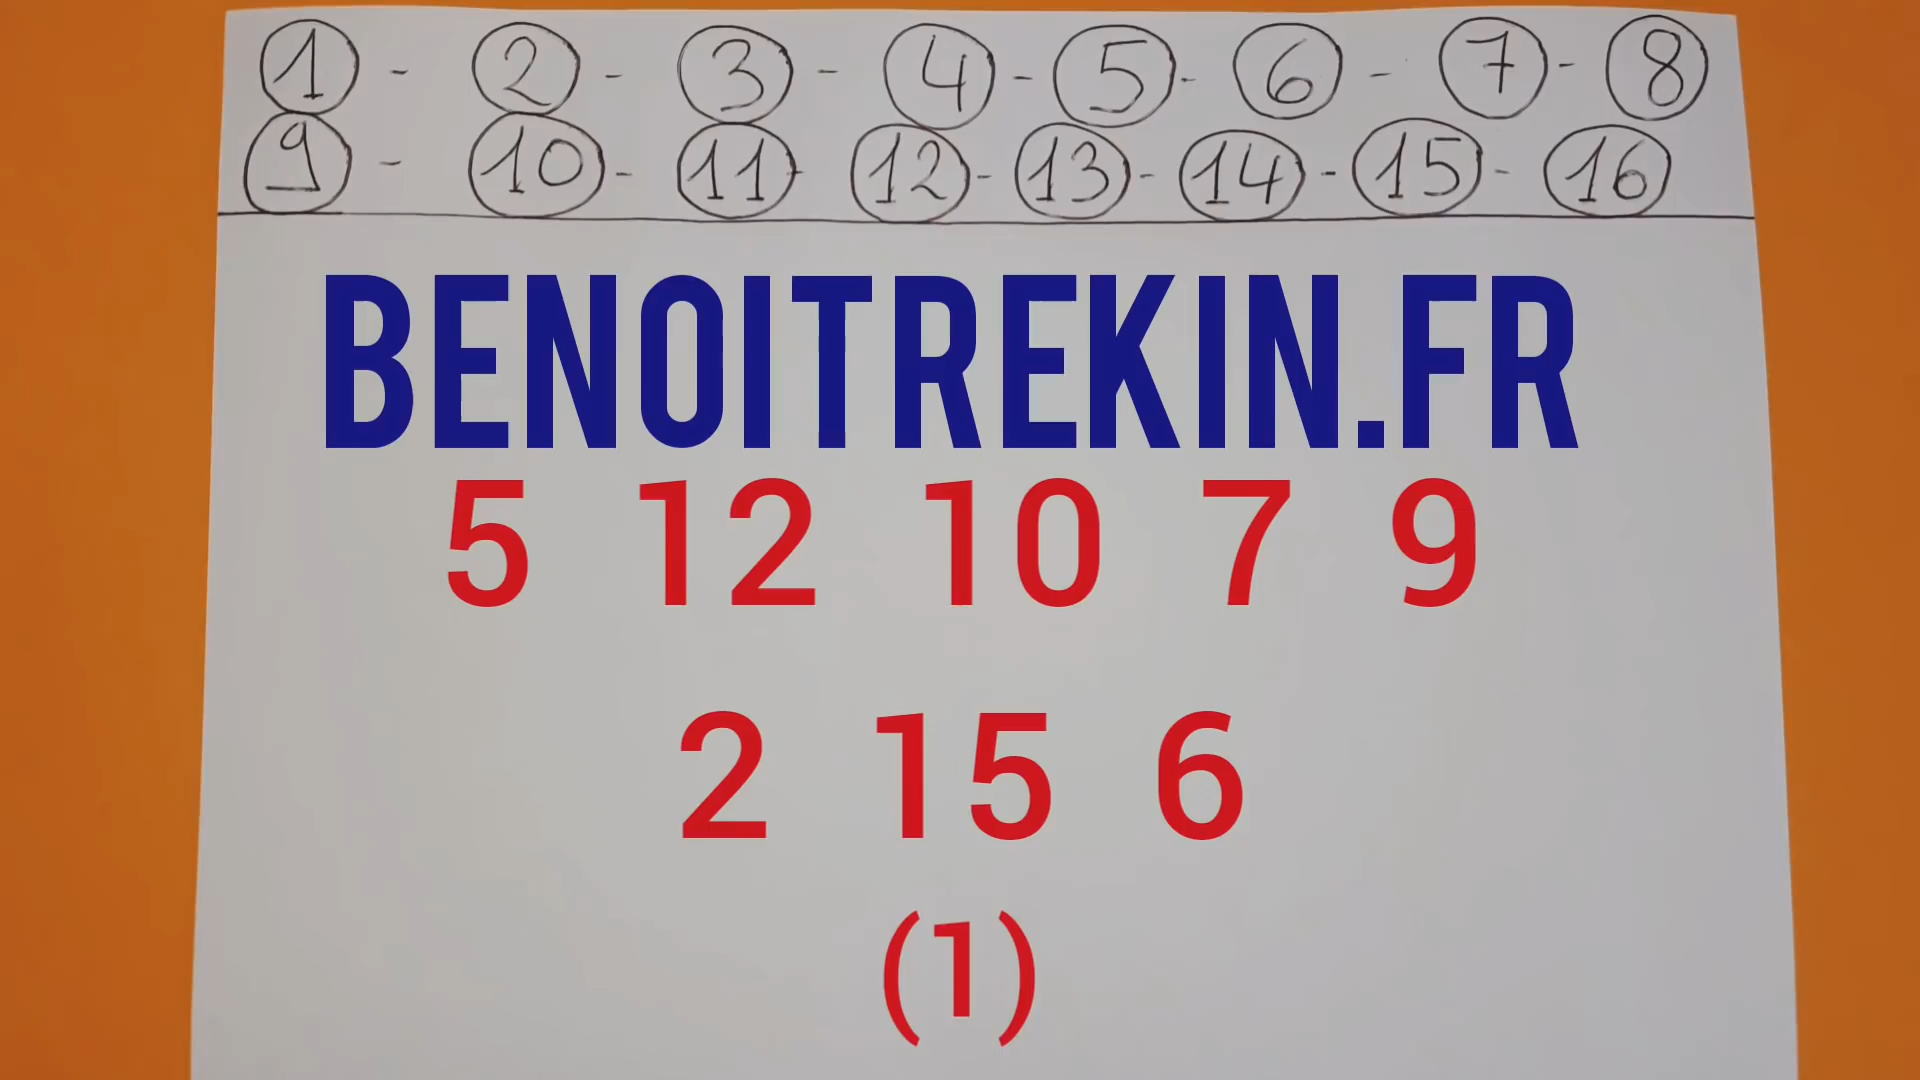 1 - 2 - 3 - 4 - 5 - 6 - 7 - 8
9 - 10 - 11 - 12 - 13 - 14 - 15 - 16
BENOITREKIN.FR
5 12 10 7 9
2 15 6
(1)